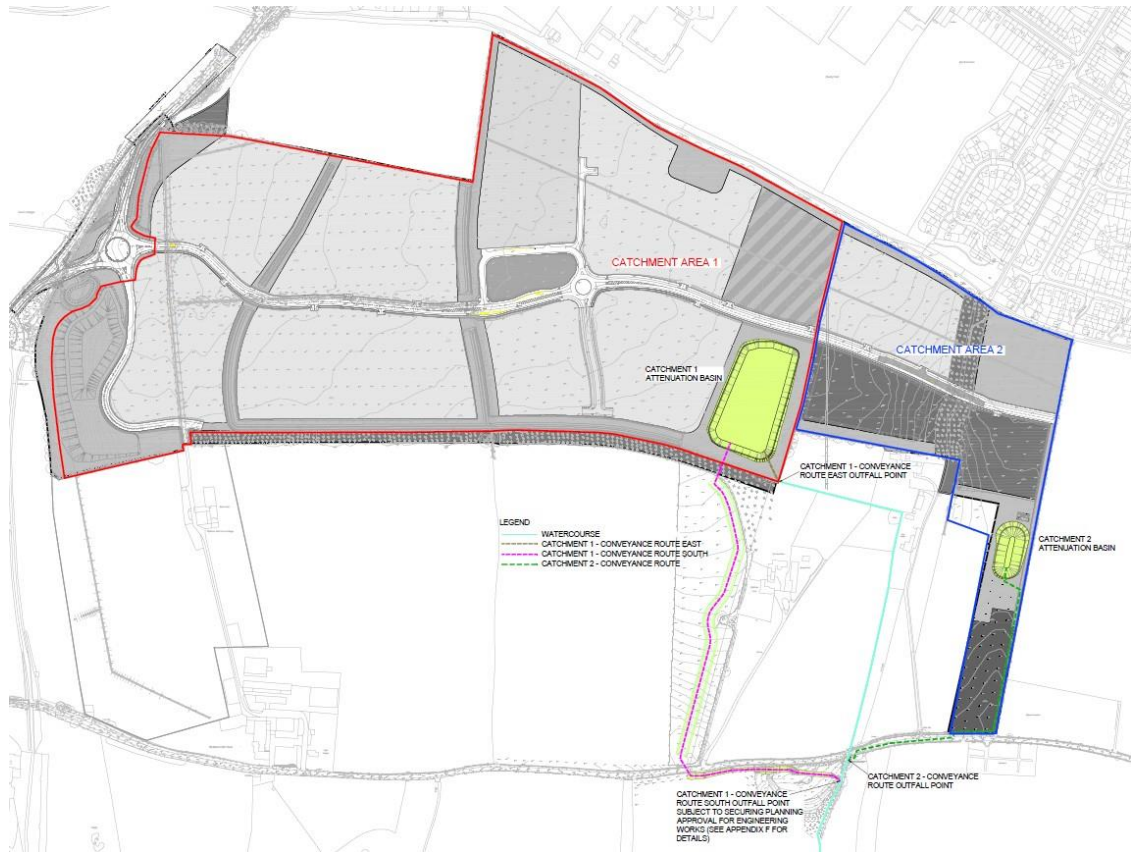 CATCHMENT AREA 1
CATCHMENT AREA 2
CATCHMENT 1
ATTENUATION BASIN
CATCHMENT 1 - CONVEYANCE
ROUTE EAST OUTFALL POINT
LEGEND
WATERCOURSE
CATCHMENT 1 - CONVEYANCE ROUTE EAST
CATCHMENT 1 - CONVEYANCE ROUTE SOUTH
CATCHMENT 2 - CONVEYANCE ROUTE
CATCHMENT 2
ATTENUATION BASIN
CATCHMENT 2 - CONVEYANCE
ROUTE OUTFALL POINT
CATCHMENT 1 - CONVEYANCE
ROUTE SOUTH OUTFALL POINT
SUBJECT TO SECURING PLANNING
APPROVAL FOR ENGINEERING
WORKS (SEE APPENDIX F FOR
DETAILS)